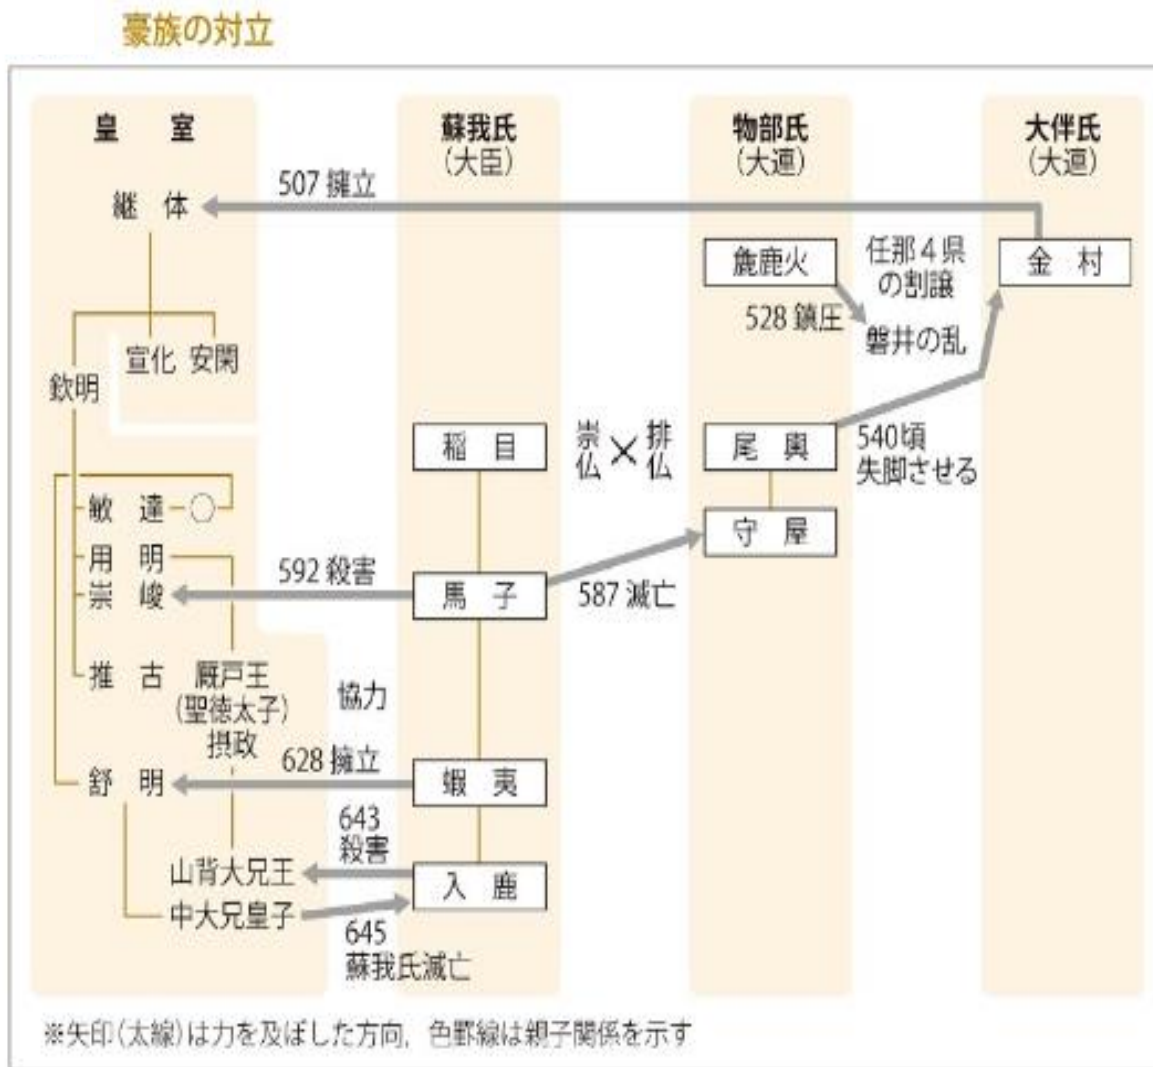 豪族の対立
皇 室
蘇我氏
(大臣)
物部氏
(大連)
大伴氏
(大連)
507 擁立
継 体
麁鹿火
任那4県
の割譲
金 村
528 鎮圧
磐井の乱
宣化 安閑
欽明
稲 目
崇仏×排仏
尾 輿
540頃
失脚させる
敏 達
守 屋
用 明
592 殺害
崇 峻
馬 子
587 滅亡
推 古
厩戸王
(聖徳太子)
摂政
協力
628 擁立
舒 明
蝦 夷
643
殺害
山背大兄王
入 鹿
中大兄皇子
645
蘇我氏滅亡
※矢印(太線)は力を及ぼした方向, 色罫線は親子関係を示す